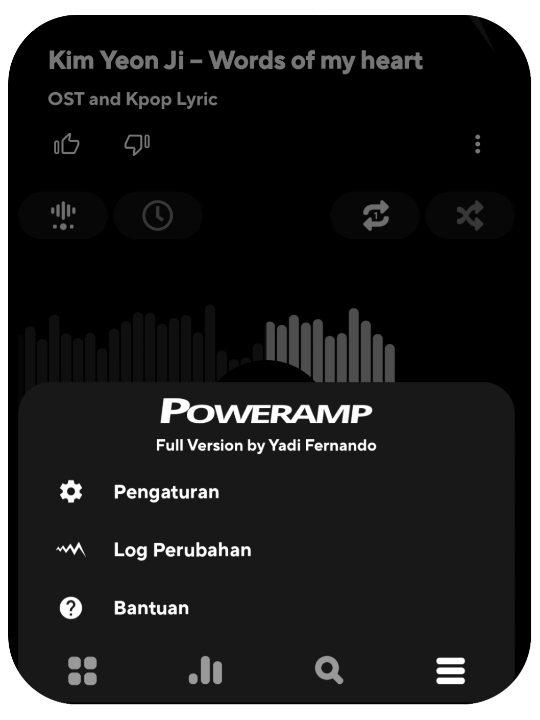 Kim Yeon Ji – Words of my heart
OST and Kpop Lyric
1
POWERAMP
Full Version by Yadi Fernando
Pengaturan
Log Perubahan
Bantuan